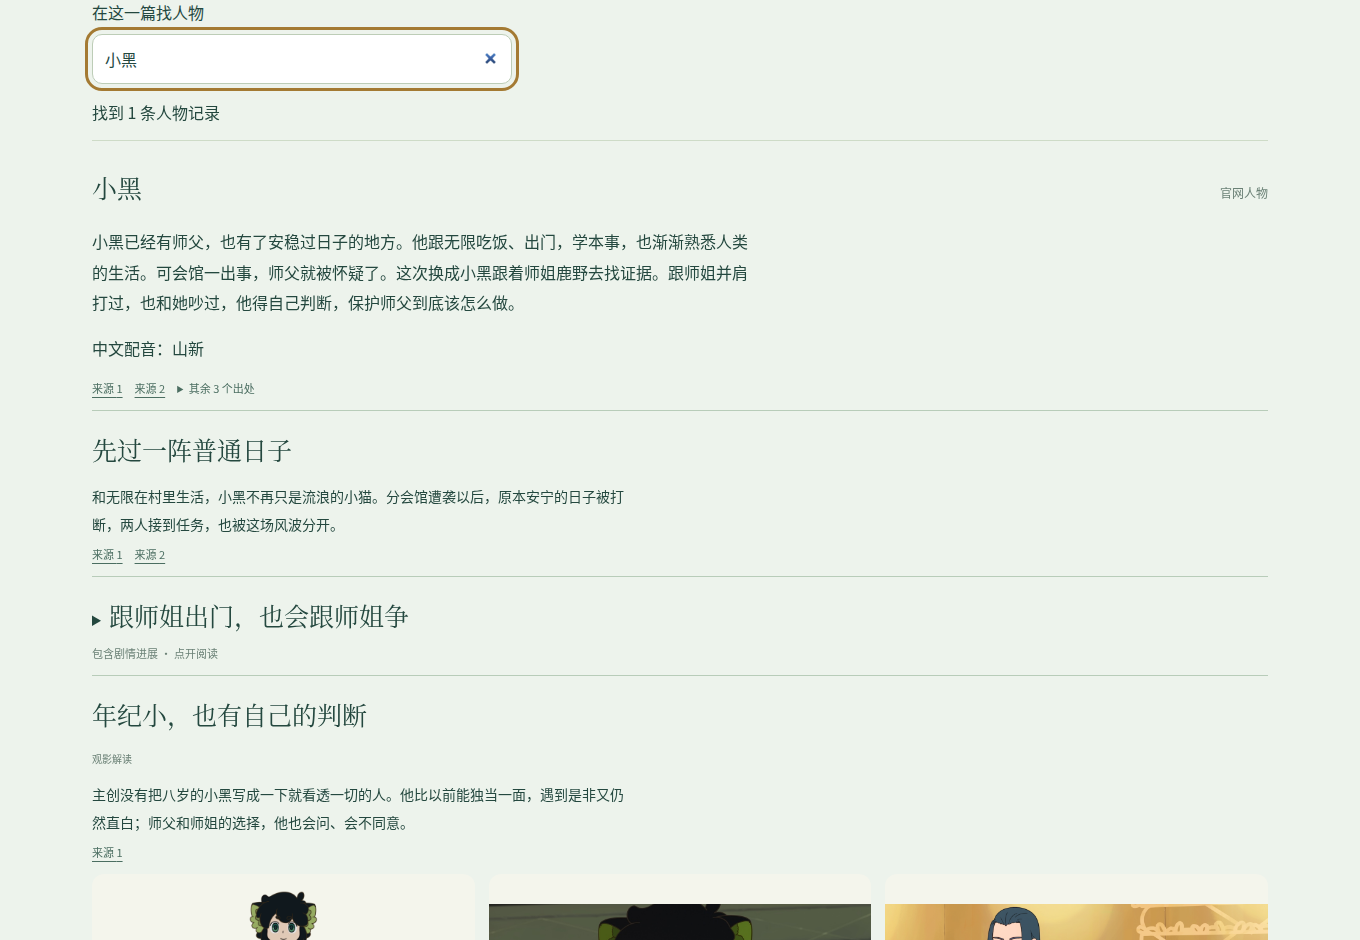 在这一篇找人物
小黑
找到 1 条人物记录
小黑
官网人物
小黑已经有师父，也有了安稳过日子的地方。他跟无限吃饭、出门，学本事，也渐渐熟悉人类
的生活。可会馆一出事，师父就被怀疑了。这次换成小黑跟着师姐鹿野去找证据。跟师姐并肩
打过，也和她吵过，他得自己判断，保护师父到底该怎么做。
中文配音：山新
来源 1 来源 2 ▶ 其余 3 个出处
先过一阵普通日子
和无限在村里生活，小黑不再只是流浪的小猫。分会馆遭袭以后，原本安宁的日子被打
断，两人接到任务，也被这场风波分开。
来源 1 来源 2
▶ 跟师姐出门，也会跟师姐争
包含剧情进展 · 点开阅读
年纪小，也有自己的判断
观影解读
主创没有把八岁的小黑写成一下就看透一切的人。他比以前能独当一面，遇到是非又仍
然直白；师父和师姐的选择，他也会问、会不同意。
来源 1